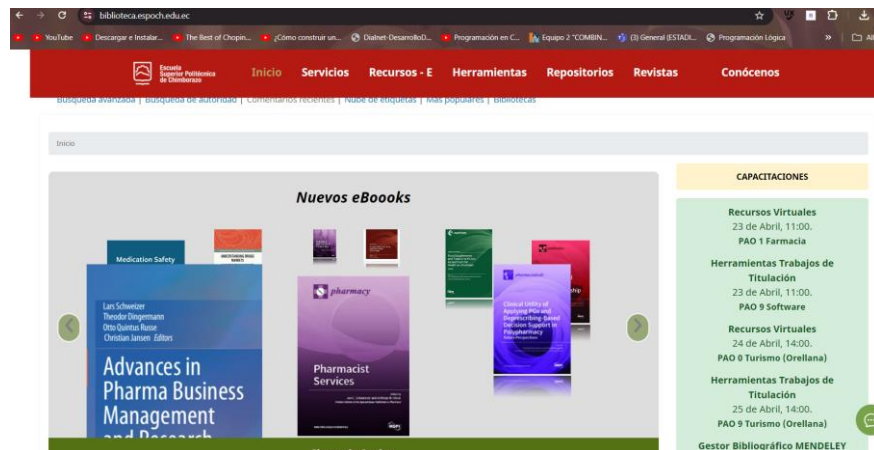 biblioteca.espoch.edu.ec
YouTube
Descargar e Instalar...
The Best of Chopin...
¿Cómo construir un...
Dialnet-DesarrolloD...
Programación en C...
Equipo 2 "COMBIN...
(3) General (ESTADI...
Programación Lógica
»
Escuela
Superior Politécnica
de Chimborazo
Inicio
Servicios
Recursos - E
Herramientas
Repositorios
Revistas
Conócenos
Búsqueda avanzada | Búsqueda de autoridad | Comentarios recientes | Nube de etiquetas | Más populares | Bibliotecas
Inicio
Nuevos eBoooks
Medication Safety
Lars Schweizer
Theodor Dingermann
Otto Quintus Russe
Christian Jansen Editors
Advances in
Pharma Business
Management
and Research
pharmacy
Pharmacist
Services
MDPI
Clinical Utility of
Applying PGx and
Deprescribing-Based
Decision Support in
Polypharmacy
CAPACITACIONES
Recursos Virtuales
23 de Abril, 11:00.
PAO 1 Farmacia
Herramientas Trabajos de
Titulación
23 de Abril, 11:00.
PAO 9 Software
Recursos Virtuales
24 de Abril, 14:00.
PAO 0 Turismo (Orellana)
Herramientas Trabajos de
Titulación
25 de Abril, 14:00.
PAO 9 Turismo (Orellana)
Gestor Bibliográfico MENDELEY